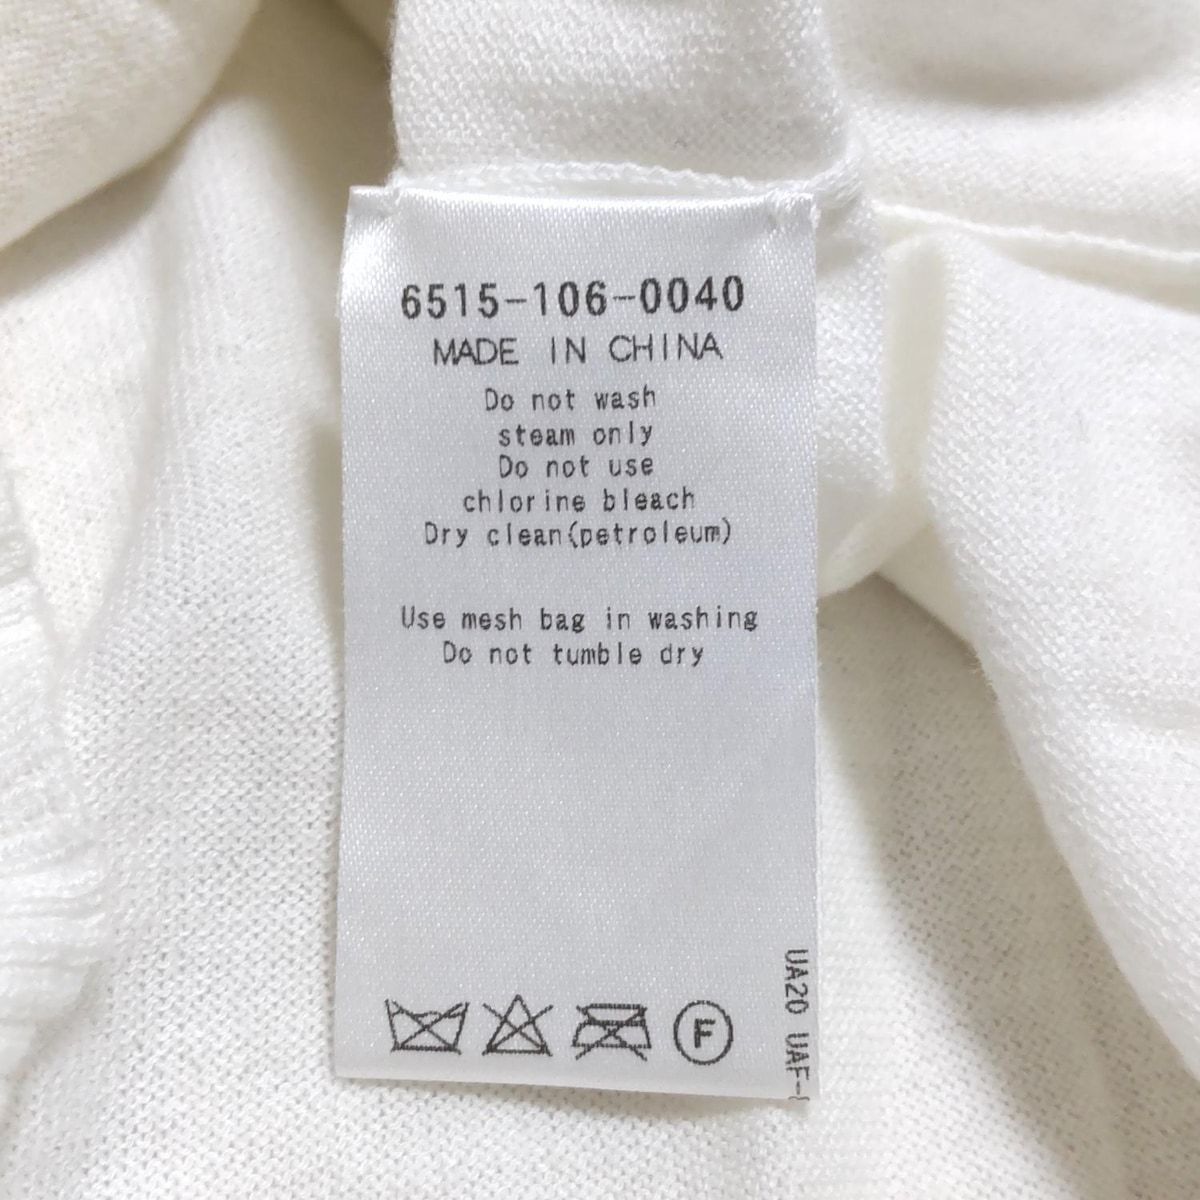 6515-106-0040
MADE IN CHINA
Do not wash
steam only
Do not use
chlorine bleach
Dry clean(petroleum)
Use mesh bag in washing
Do not tumble dry
F
UA20 UAF-